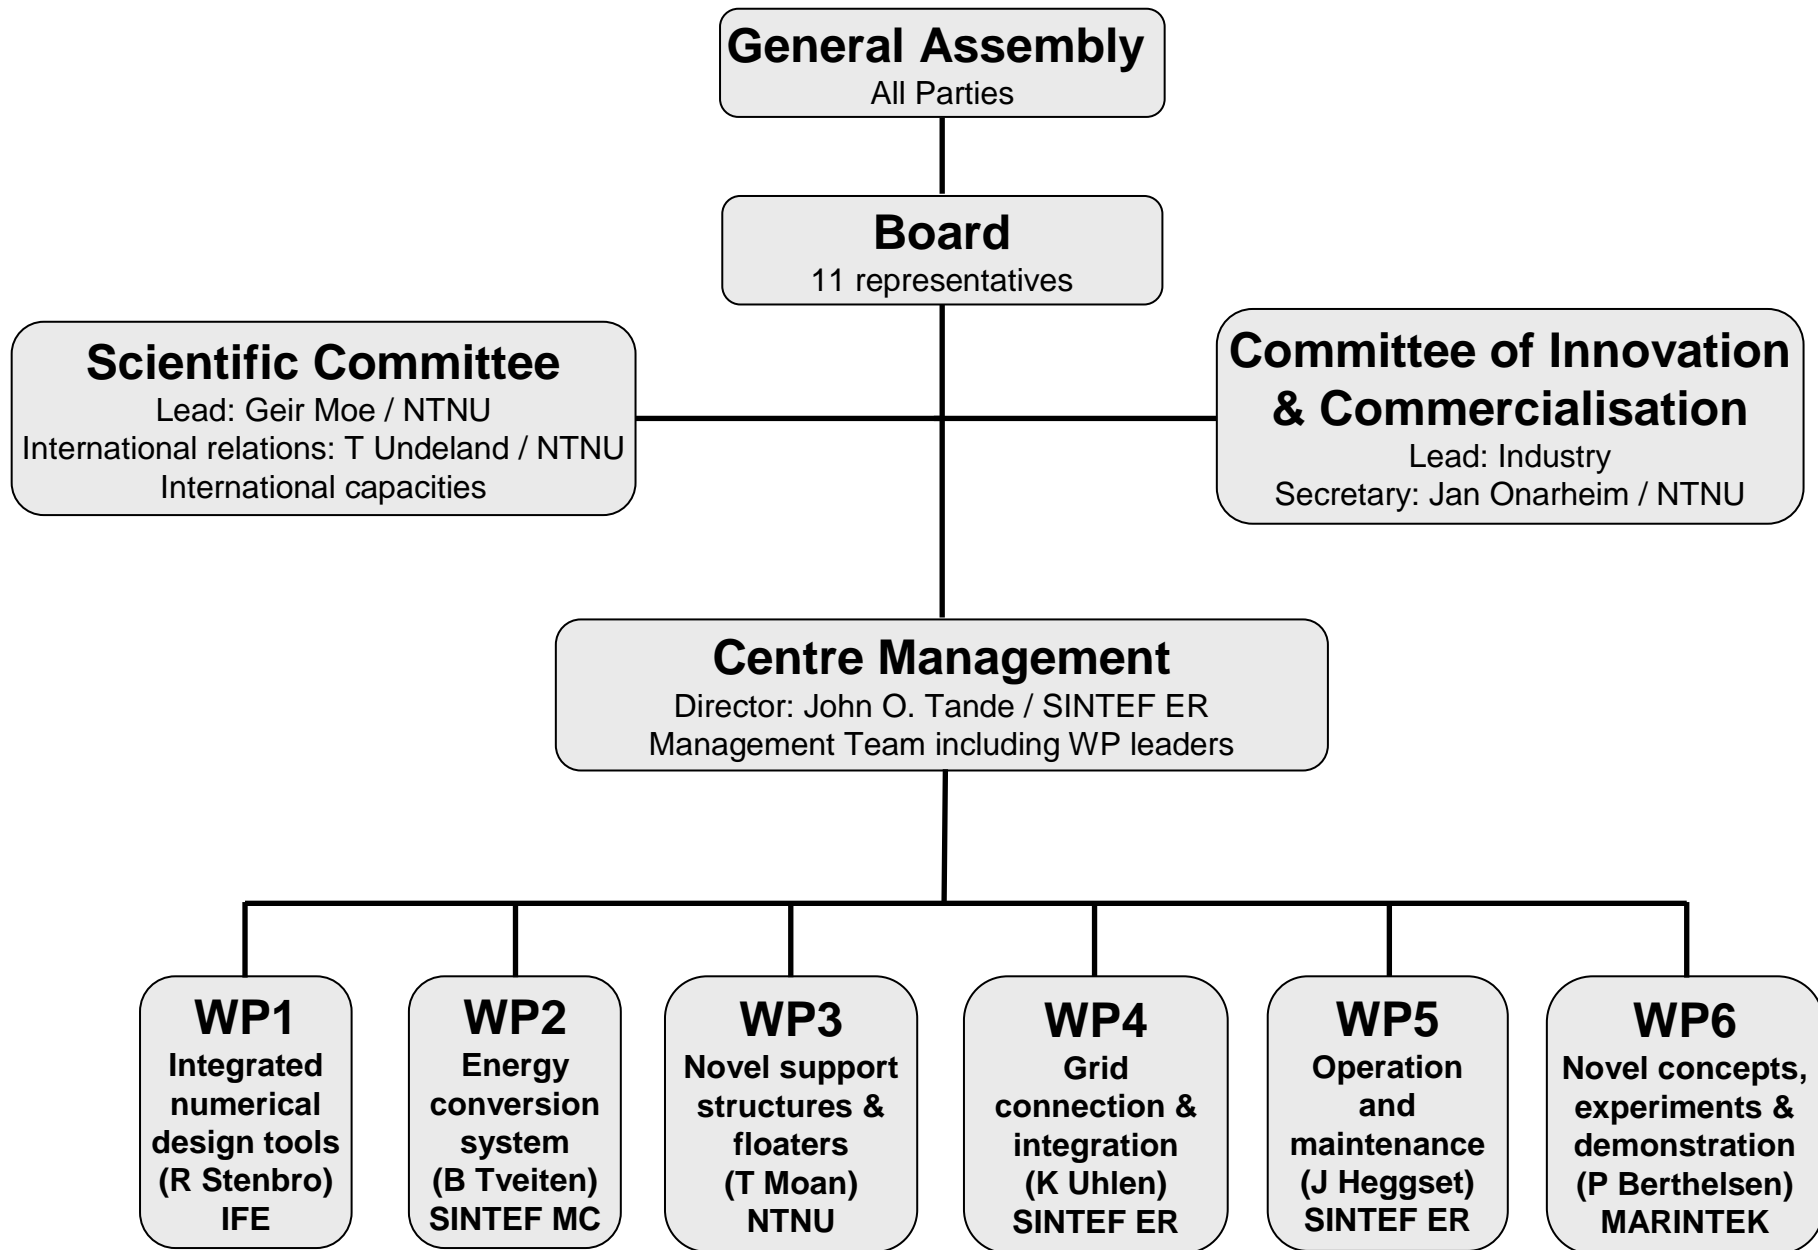 General Assembly
All Parties
Board
11 representatives
Scientific Committee
Lead: Geir Moe / NTNU
International relations: T Undeland / NTNU
International capacities
Committee of Innovation
& Commercialisation
Lead: Industry
Secretary: Jan Onarheim / NTNU
Centre Management
Director: John O. Tande / SINTEF ER
Management Team including WP leaders
WP1
Integrated
numerical
design tools
(R Stenbro)
IFE
WP2
Energy
conversion
system
(B Tveiten)
SINTEF MC
WP3
Novel support
structures &
floaters
(T Moan)
NTNU
WP4
Grid
connection &
integration
(K Uhlen)
SINTEF ER
WP5
Operation
and
maintenance
(J Heggset)
SINTEF ER
WP6
Novel concepts,
experiments &
demonstration
(P Berthelsen)
MARINTEK